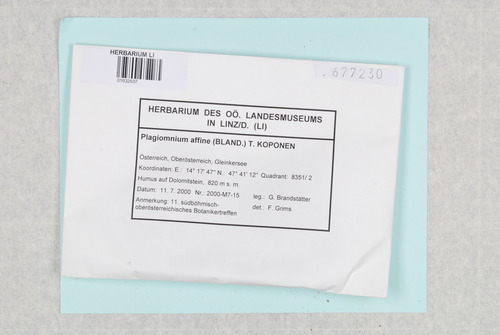 HERBARIUM LI
.677230
HERBARIUM DES OÖ. LANDESMUSEUMS
IN LINZ/D. (LI)
Plagiomnium affine (BLAND.) T. KOPONEN
Österreich, Oberösterreich, Gleinkersee
Koordinaten: E.: 14° 17' 47" N : 47° 41' 12" Quadrant: 8351/ 2
Humus auf Dolomitstein, 820 m s. m.
Datum: 11. 7. 2000 Nr.: 2000-M7-15 leg.: G. Brandstätter
Anmerkung: 11. südböhmisch- det.: F. Grims
oberösterreichisches Botanikertreffen